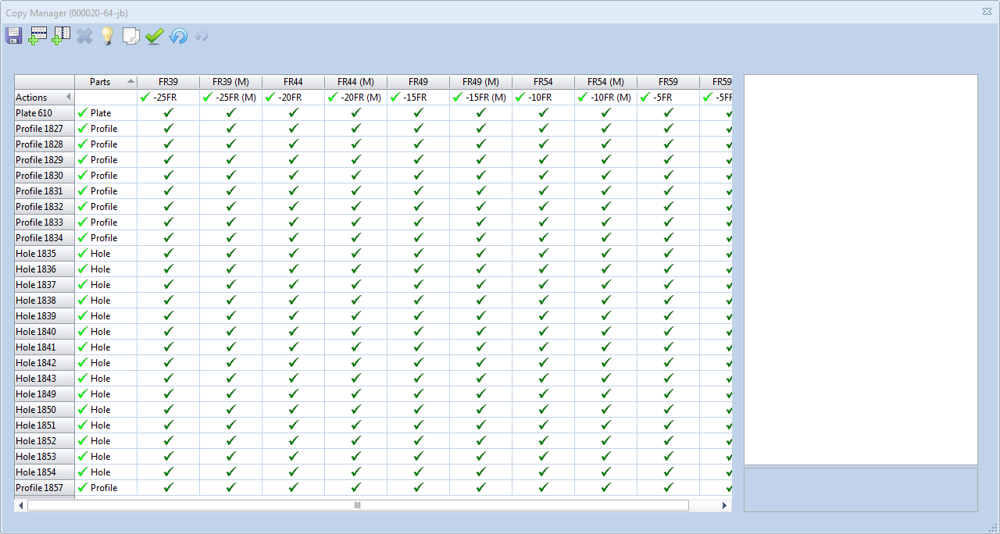 Copy Manager (000020-64-jb)
Parts FR39 FR39 (M) FR44 FR44 (M) FR49 FR49 (M) FR54 FR54 (M) FR59 FR59
Actions -25FR -25FR (M) -20FR -20FR (M) -15FR -15FR (M) -10FR -10FR (M) -5FR
Plate 610 Plate
Profile 1827 Profile
Profile 1828 Profile
Profile 1829 Profile
Profile 1830 Profile
Profile 1831 Profile
Profile 1832 Profile
Profile 1833 Profile
Profile 1834 Profile
Hole 1835 Hole
Hole 1836 Hole
Hole 1837 Hole
Hole 1838 Hole
Hole 1839 Hole
Hole 1840 Hole
Hole 1841 Hole
Hole 1842 Hole
Hole 1843 Hole
Hole 1849 Hole
Hole 1850 Hole
Hole 1851 Hole
Hole 1852 Hole
Hole 1853 Hole
Hole 1854 Hole
Profile 1857 Profile